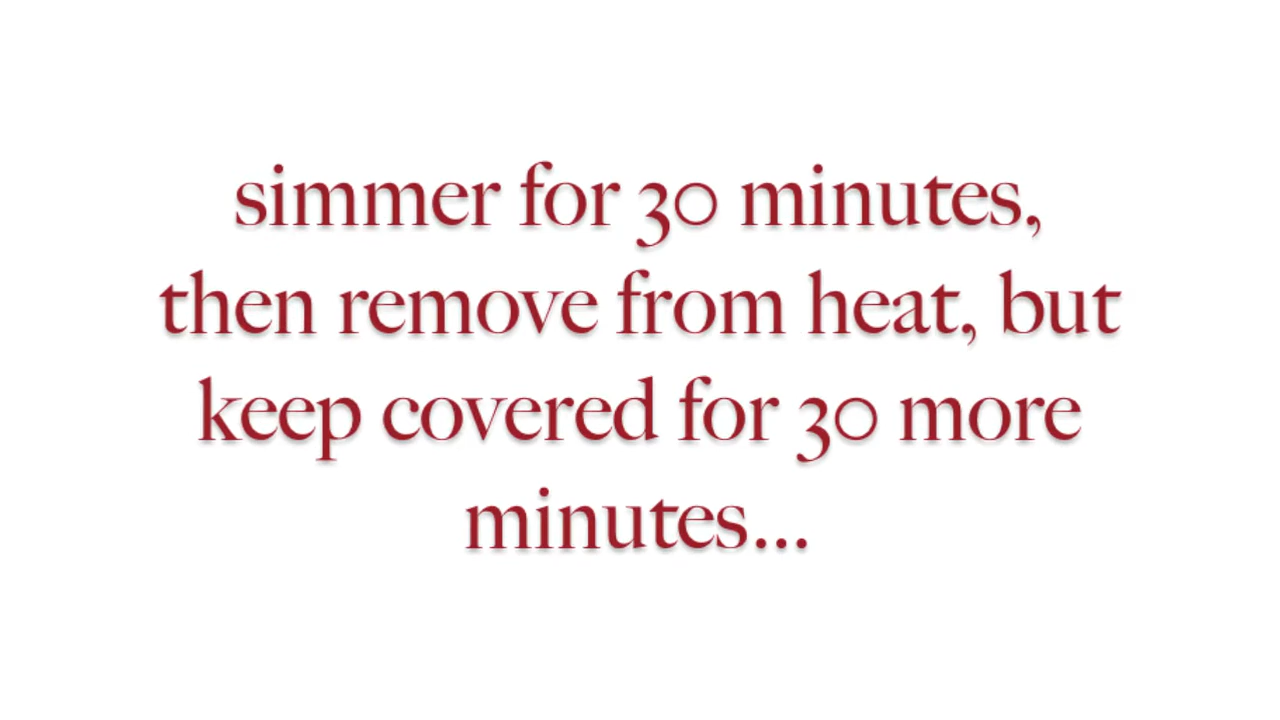 simmer for 30 minutes,
then remove from heat, but
keep covered for 30 more
minutes...